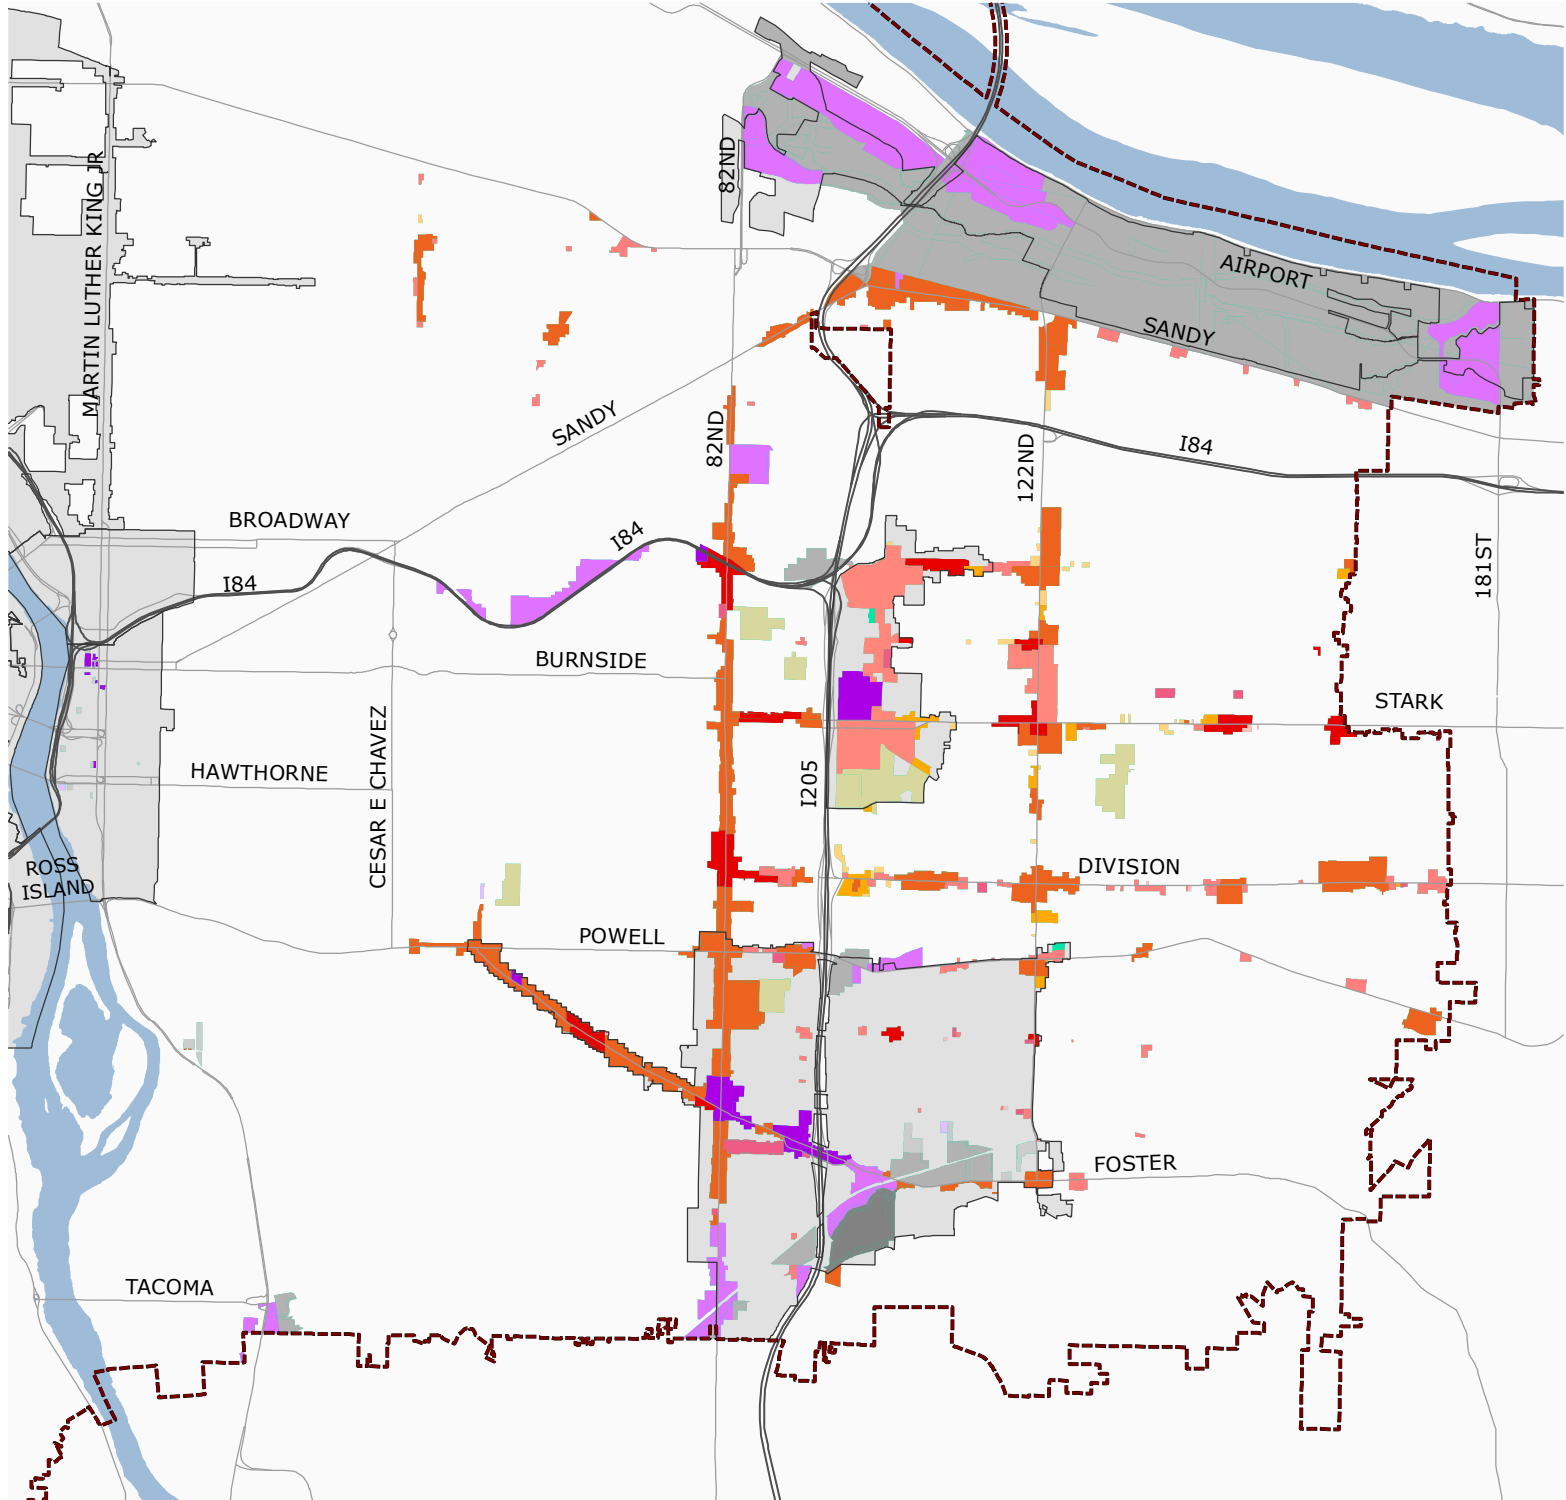 82ND
MARTIN LUTHER KING JR
AIRPORT
SANDY
SANDY
82ND
122ND
I84
BROADWAY
I84
I84
181ST
BURNSIDE
STARK
CESAR E CHAVEZ
HAWTHORNE
I205
ROSS
ISLAND
DIVISION
POWELL
FOSTER
TACOMA